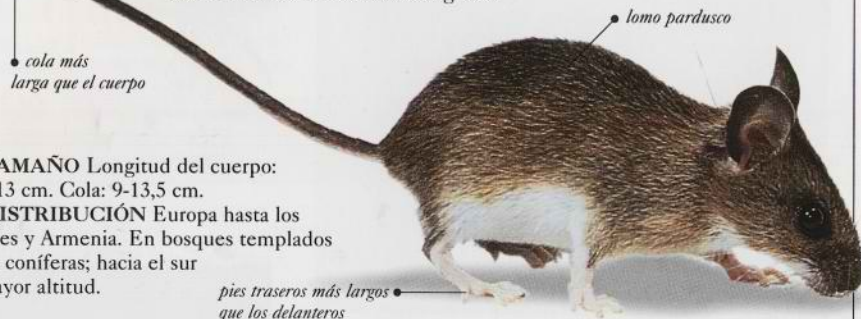 lomo pardusco
cola más
larga que el cuerpo
AMAÑO Longitud del cuerpo:
13 cm. Cola: 9-13,5 cm.
ISTRIBUCIÓN Europa hasta los
es y Armenia. En bosques templados
coníferas; hacia el sur
yor altitud.
pies traseros más largos
que los delanteros